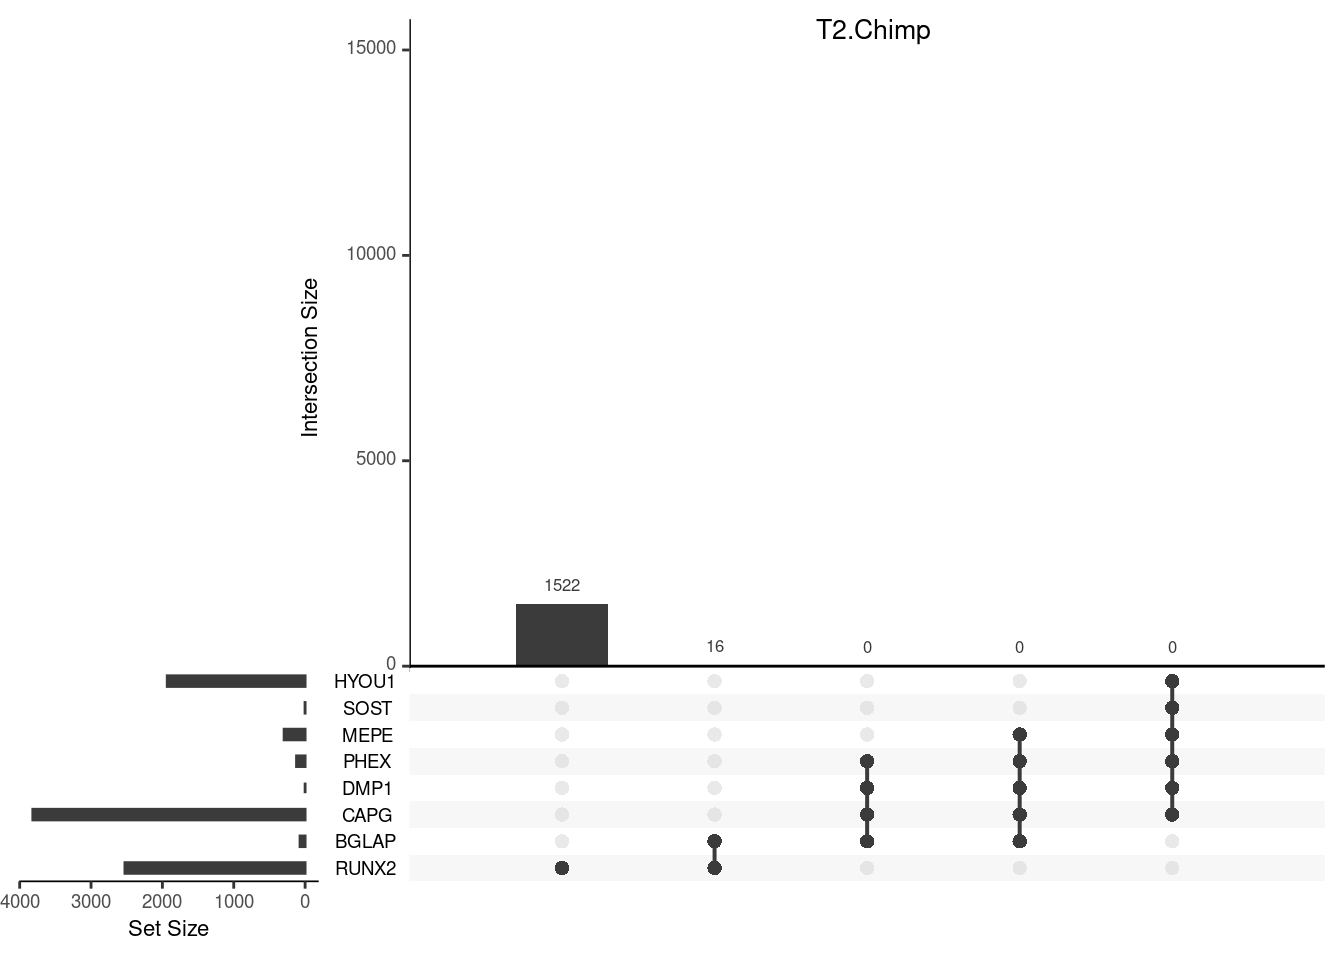 T2.Chimp
15000
10000
5000
0
Intersection Size
1522
16
0
0
0
HYOU1
SOST
MEPE
PHEX
DMP1
CAPG
BGLAP
RUNX2
4000 3000 2000 1000 0
Set Size